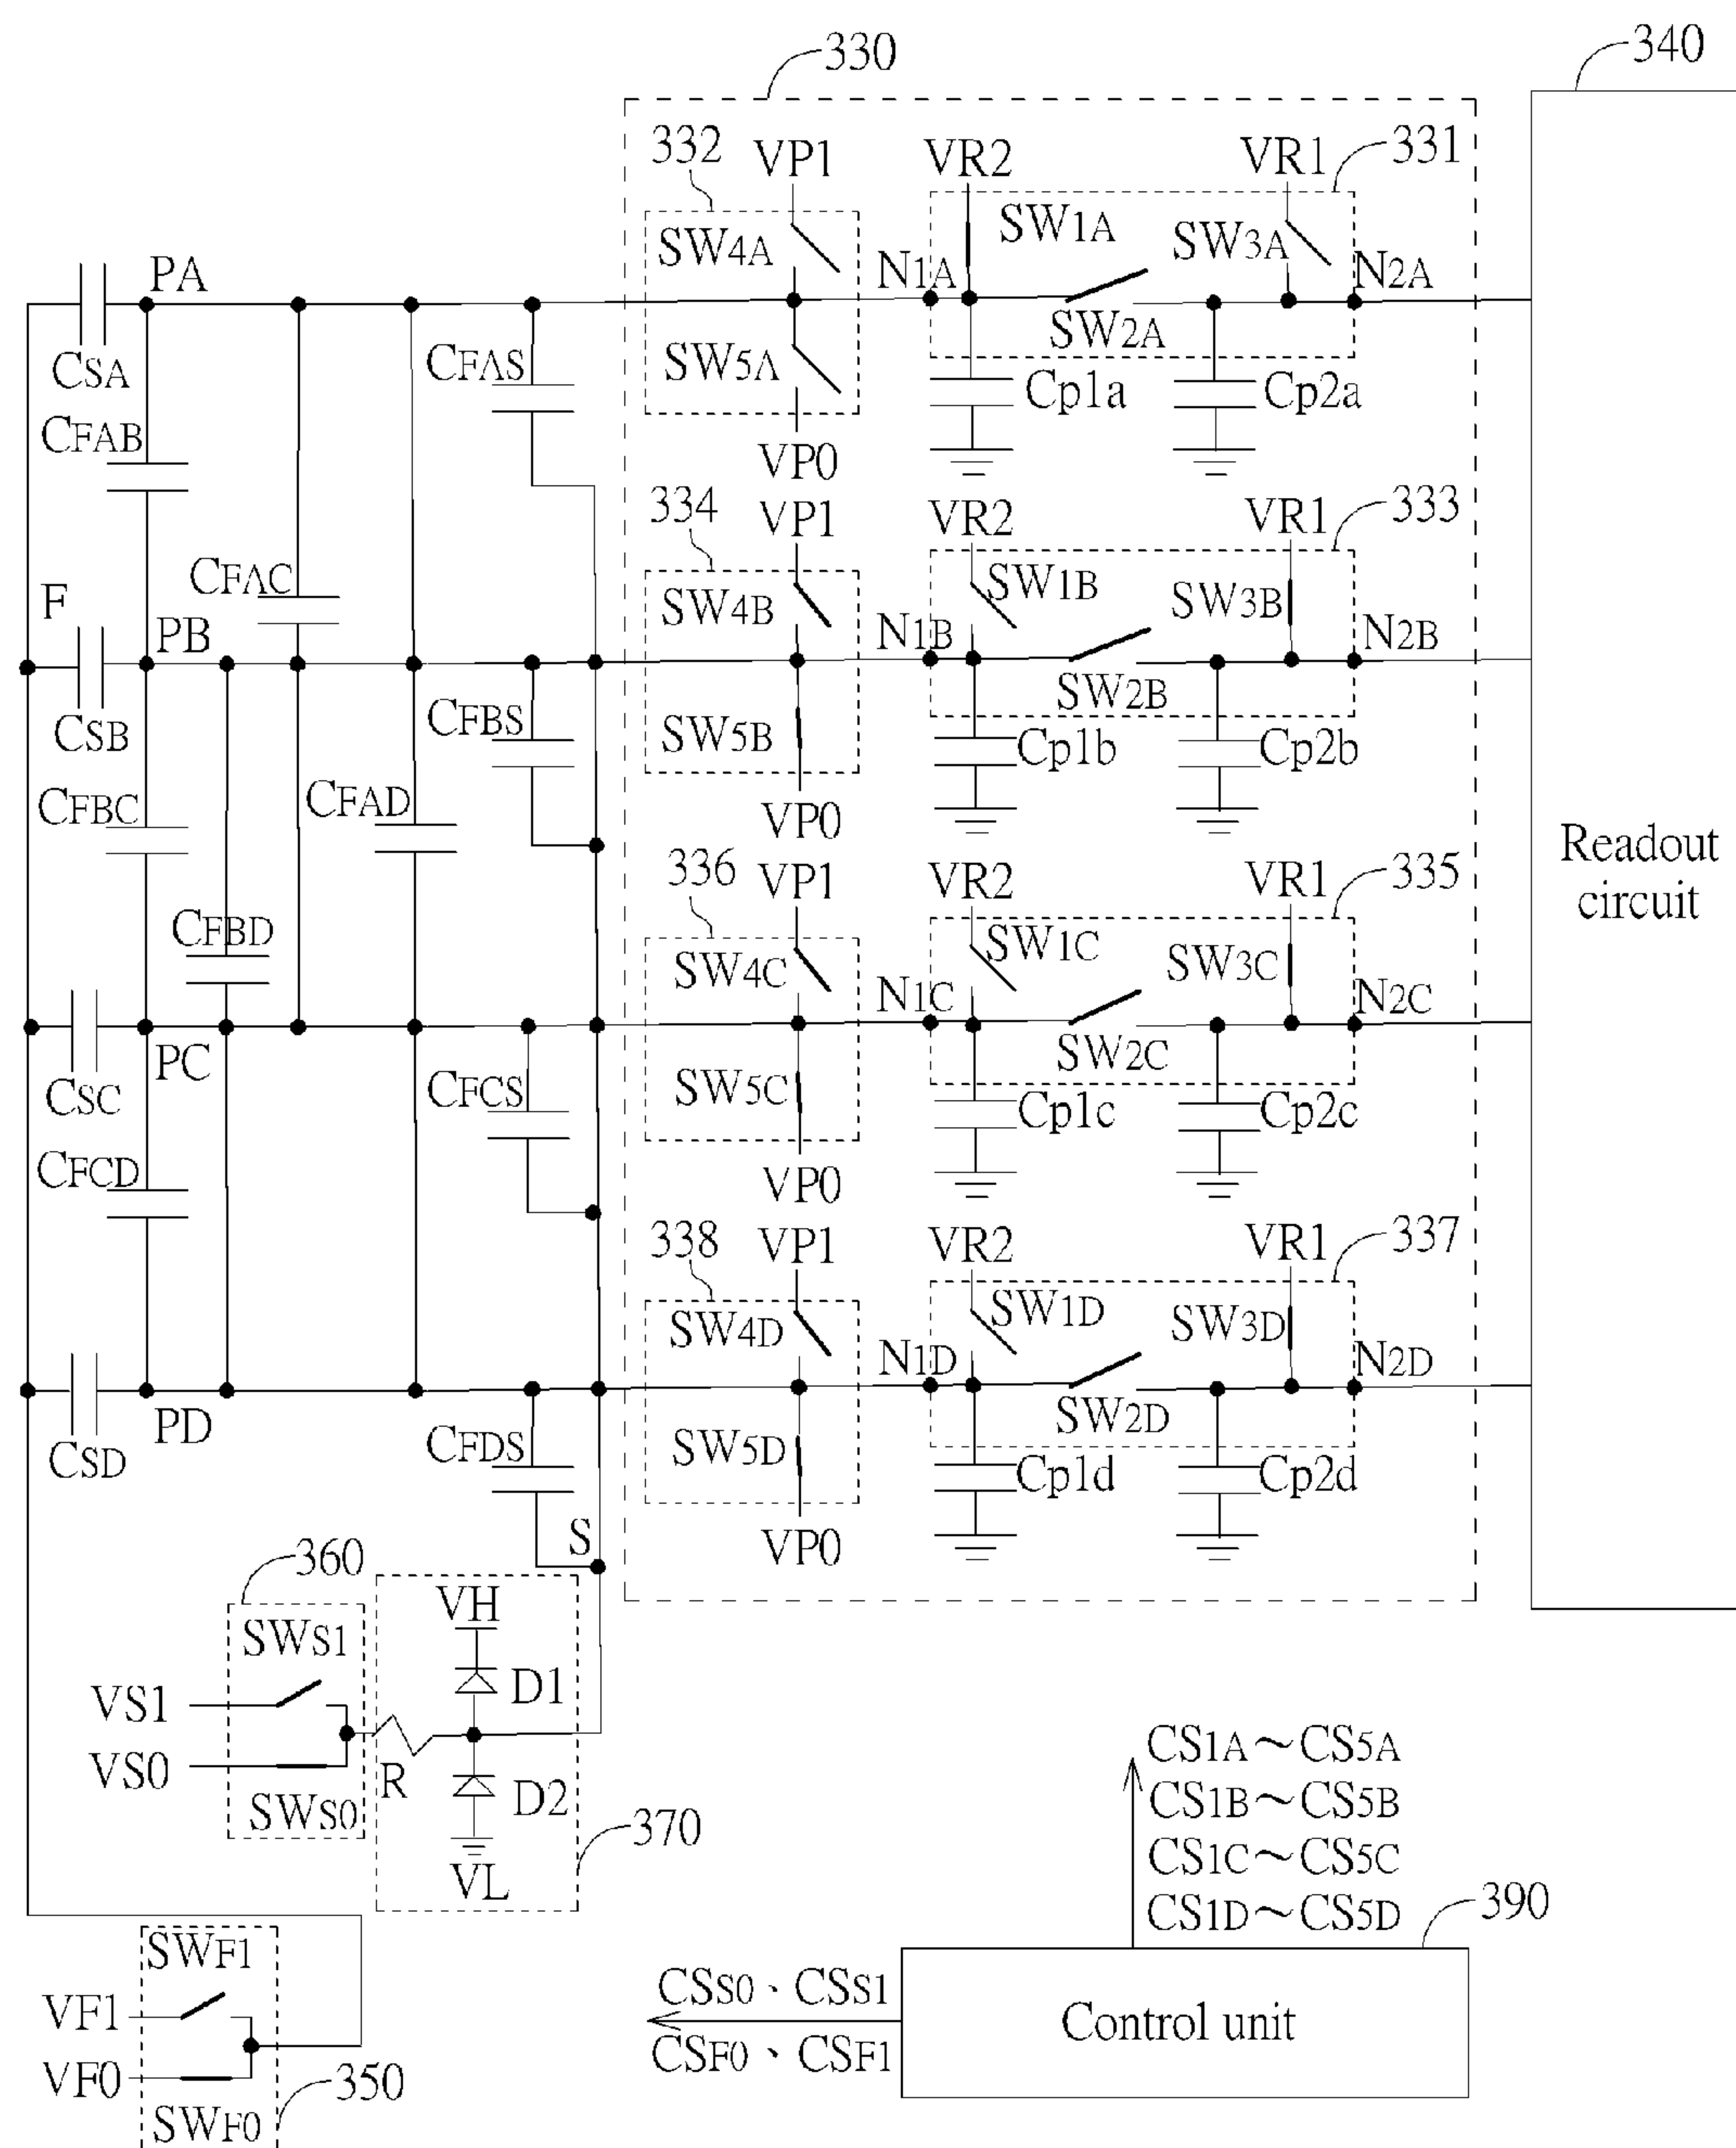 330
340
332
VP1
VR2
VR1
331
SW4A
SW1A
SW3A
PA
N1A
N2A
CSA
CFAS
SW5A
SW2A
Cp1a
Cp2a
CFAB
VP0
334
VP1
VR2
VR1
333
CFAC
F
PB
SW4B
SW1B
SW3B
N1B
N2B
CSB
CFBS
SW5B
SW2B
Cp1b
Cp2b
CFBC
CFAD
VP0
Readout
circuit
336
VP1
VR2
VR1
335
CFBD
SW4C
SW1C
SW3C
N1C
N2C
PC
CSC
CFCS
SW5C
SW2C
Cp1c
Cp2c
CFCD
VP0
338
VP1
VR2
VR1
337
SW4D
SW1D
SW3D
N1D
N2D
PD
CSD
CFDS
SW5D
SW2D
Cp1d
Cp2d
S
VP0
360
VH
SWS1
D1
VS1
VS0
R
D2
SWS0
370
VL
CS1A～CS5A
CS1B～CS5B
CS1C～CS5C
CS1D～CS5D
390
SWF1
VF1
VF0
350
SWF0
CSS0、CSS1
CSF0、CSF1
Control unit